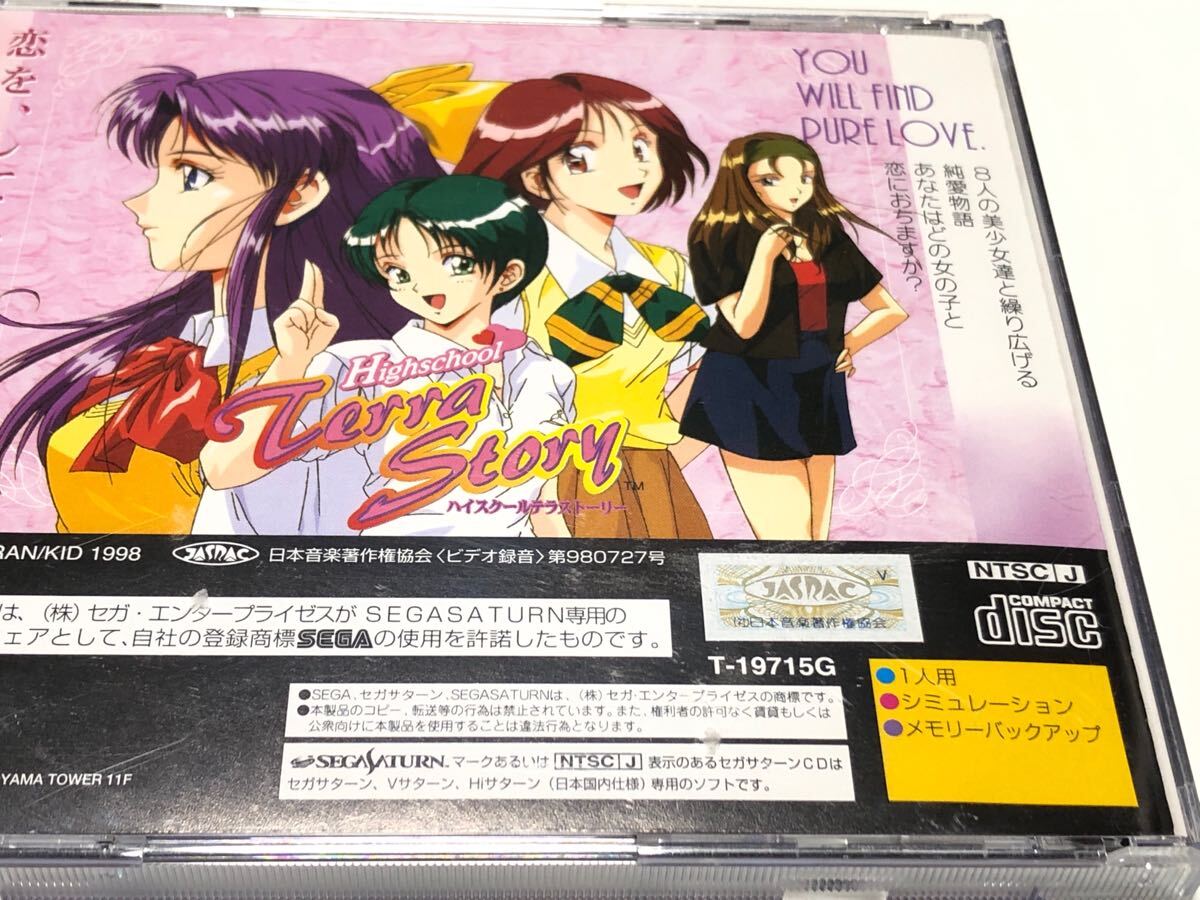 恋を、
YOU
WILL FIND
PURE LOVE.
8人の美少女達と繰り広げる
純愛物語
あなたはどの女の子と
恋におちますか?
Highschool
Terra
Story
TM
ハイスクールテラストーリー
RAN/KID 1998
JASRAC
日本音楽著作権協会〈ビデオ録音〉第980727号
は、(株)セガ・エンタープライゼスがSEGASATURN専用の
ェアとして、自社の登録商標SEGAの使用を許諾したものです。
JASRAC
V
(社)日本音楽著作権協会
NTSC J
COMPACT
disc
T-19715G
●1人用
●シミュレーション
●メモリーバックアップ
●SEGA、セガサターン、SEGASATURNは、(株)セガ・エンタープライゼスの商標です。
●本製品のコピー、転送等の行為は禁止されています。また、権利者の許可なく賃貸もしくは
公衆向けに本製品を使用することは違法行為となります。
SEGASATURN. マークあるいは NTSC J 表示のあるセガサターンCDは
セガサターン、Vサターン、Hiサターン(日本国内仕様)専用のソフトです。
YAMA TOWER 11F